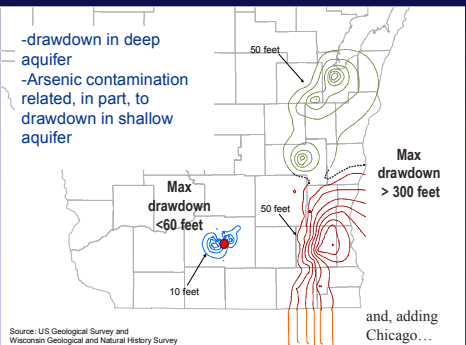 -drawdown in deep
aquifer
-Arsenic contamination
related, in part, to
drawdown in shallow
aquifer
50 feet
Max
drawdown
> 300 feet
Max
drawdown
<60 feet
50 feet
10 feet
and, adding
Chicago…
Source: US Geological Survey and
Wisconsin Geological and Natural History Survey